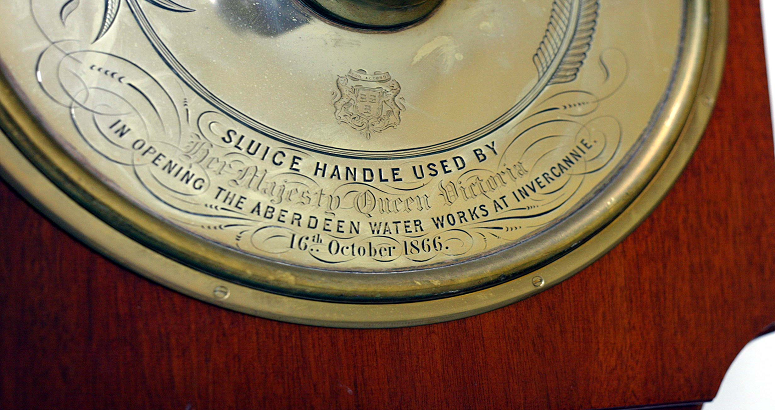 SLUICE HANDLE USED BY
Her Majesty Queen Victoria
IN OPENING THE ABERDEEN WATER WORKS AT INVERCANNIE.
16th October 1866.